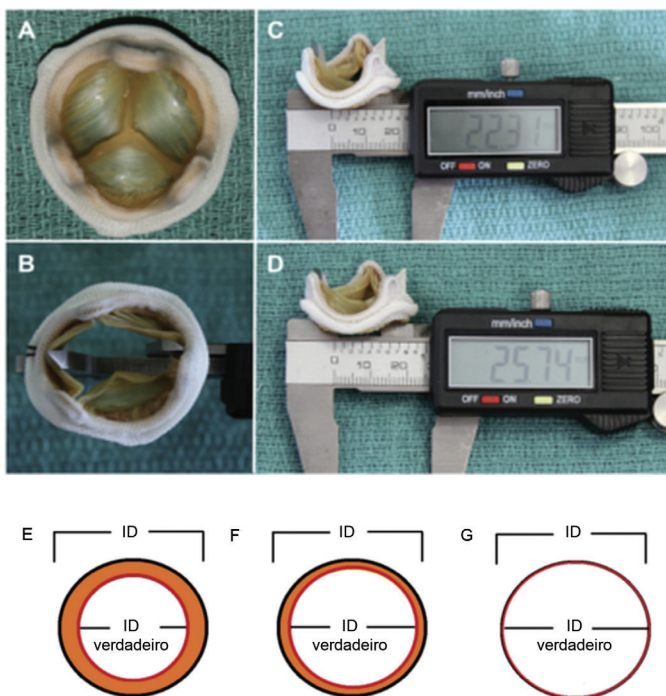 A
C
mm/inch
22.31
0 10 20
100
OFF ON ZERO
B
D
mm/inch
25.74
0 10 20
OFF ON ZERO
E
ID
ID
verdadeiro
F
ID
ID
verdadeiro
G
ID
ID
verdadeiro